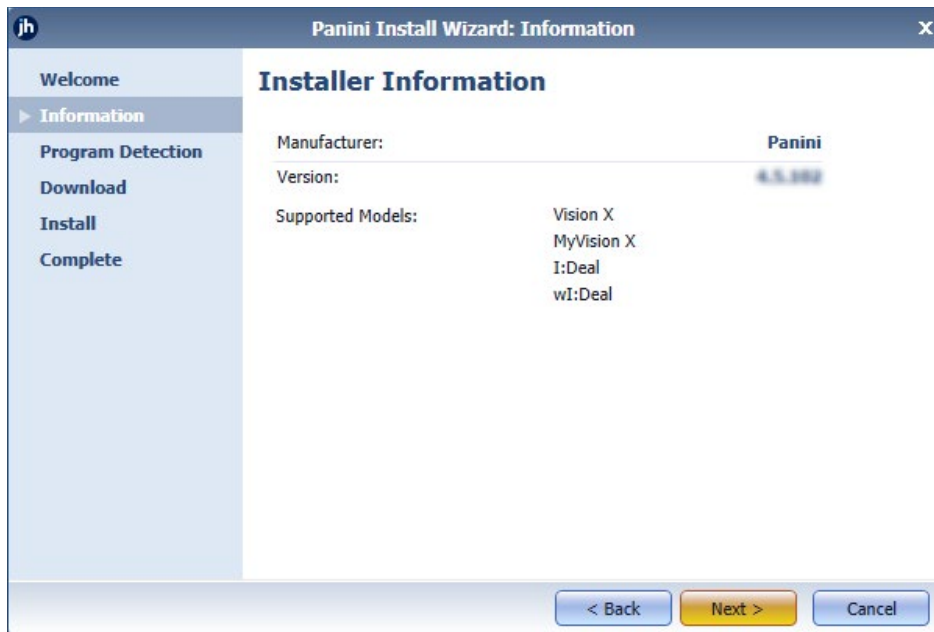 jh
Panini Install Wizard: Information
X
Welcome
Information
Program Detection
Download
Install
Complete
Installer Information
Manufacturer: Panini
Version:
Supported Models: Vision X
MyVision X
I:Deal
wI:Deal
< Back Next > Cancel